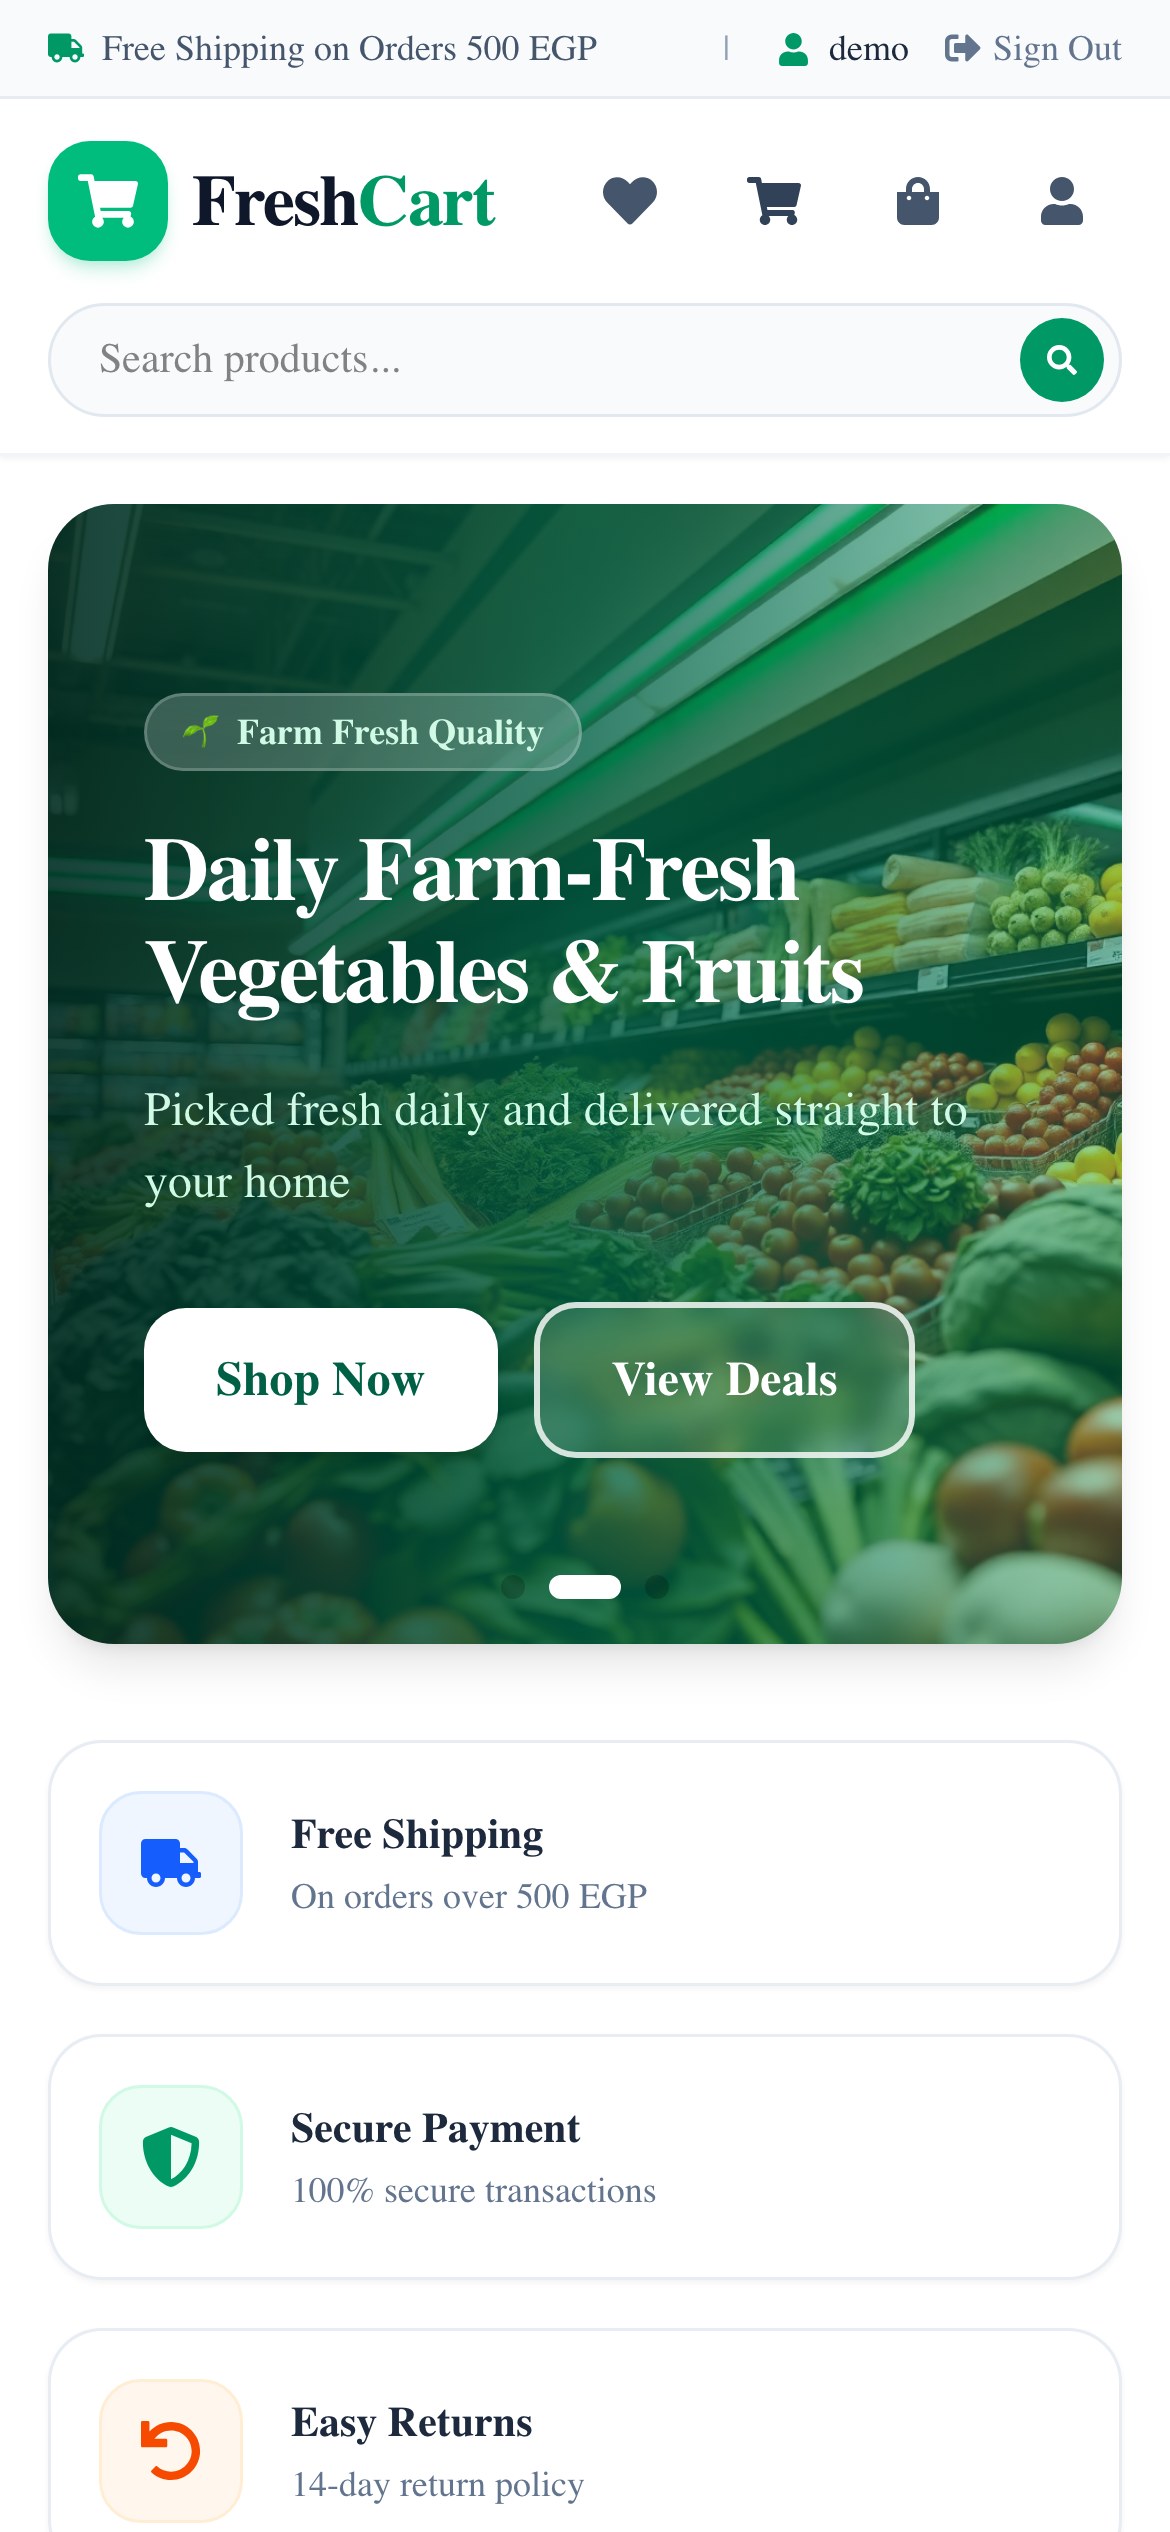 Free Shipping on Orders 500 EGP | demo Sign Out
FreshCart
Search products...
Farm Fresh Quality
Daily Farm-Fresh
Vegetables & Fruits
Picked fresh daily and delivered straight to
your home
Shop Now
View Deals
Free Shipping
On orders over 500 EGP
Secure Payment
100% secure transactions
Easy Returns
14-day return policy